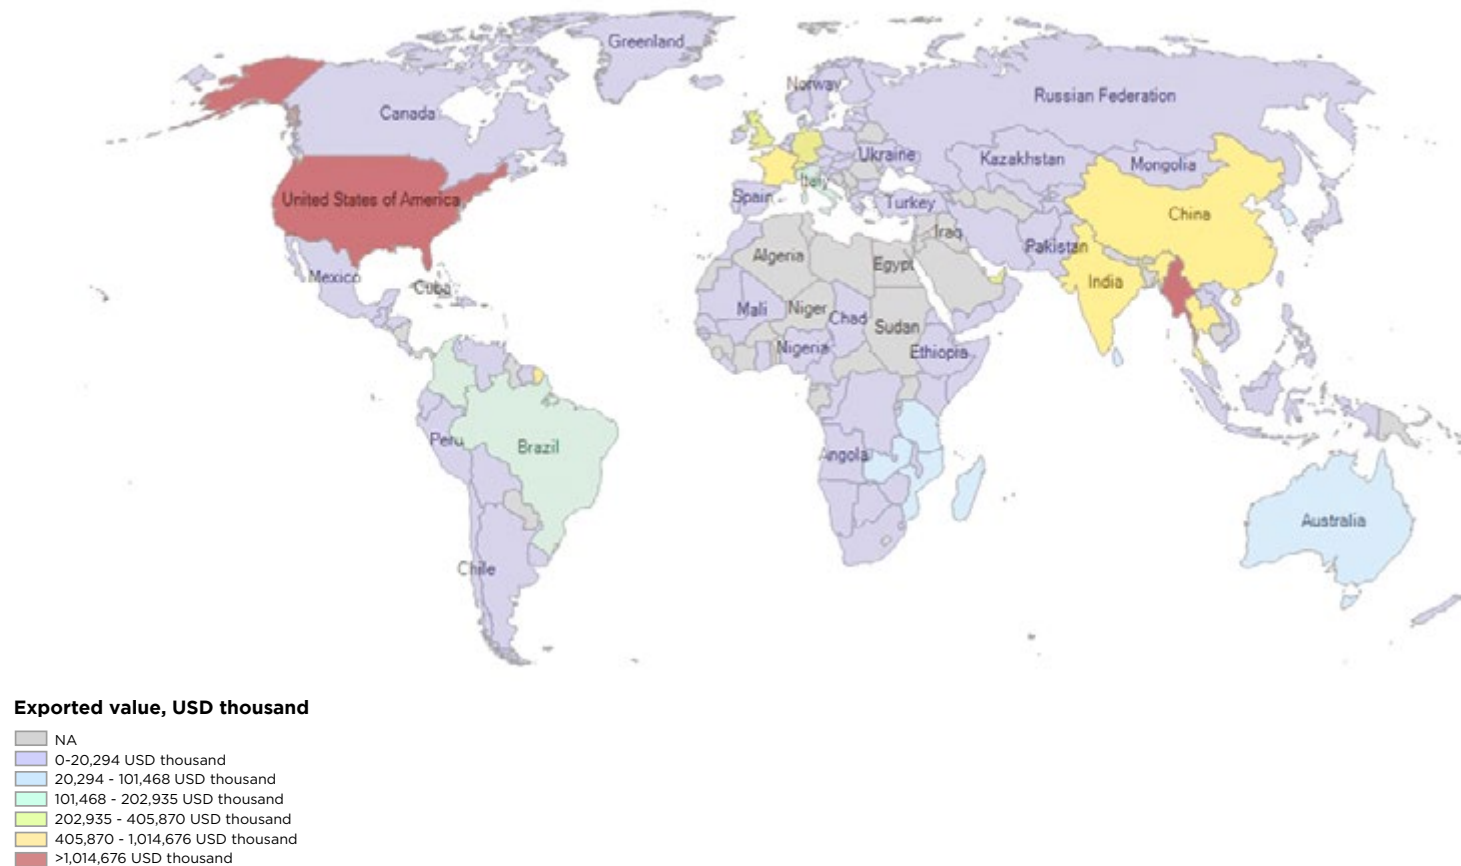 Greenland
Norway
Russian Federation
Canada
Ukraine
Kazakhstan
Mongolia
Italy
United States of America
Spain
Turkey
China
Iraq
Pakistan
Algeria
Egypt
Mexico
India
Cuba
Mali
Niger
Chad
Sudan
Nigeria
Ethiopia
Peru
Brazil
Angola
Australia
Chile
Exported value, USD thousand
NA
0-20,294 USD thousand
20,294 - 101,468 USD thousand
101,468 - 202,935 USD thousand
202,935 - 405,870 USD thousand
405,870 - 1,014,676 USD thousand
>1,014,676 USD thousand